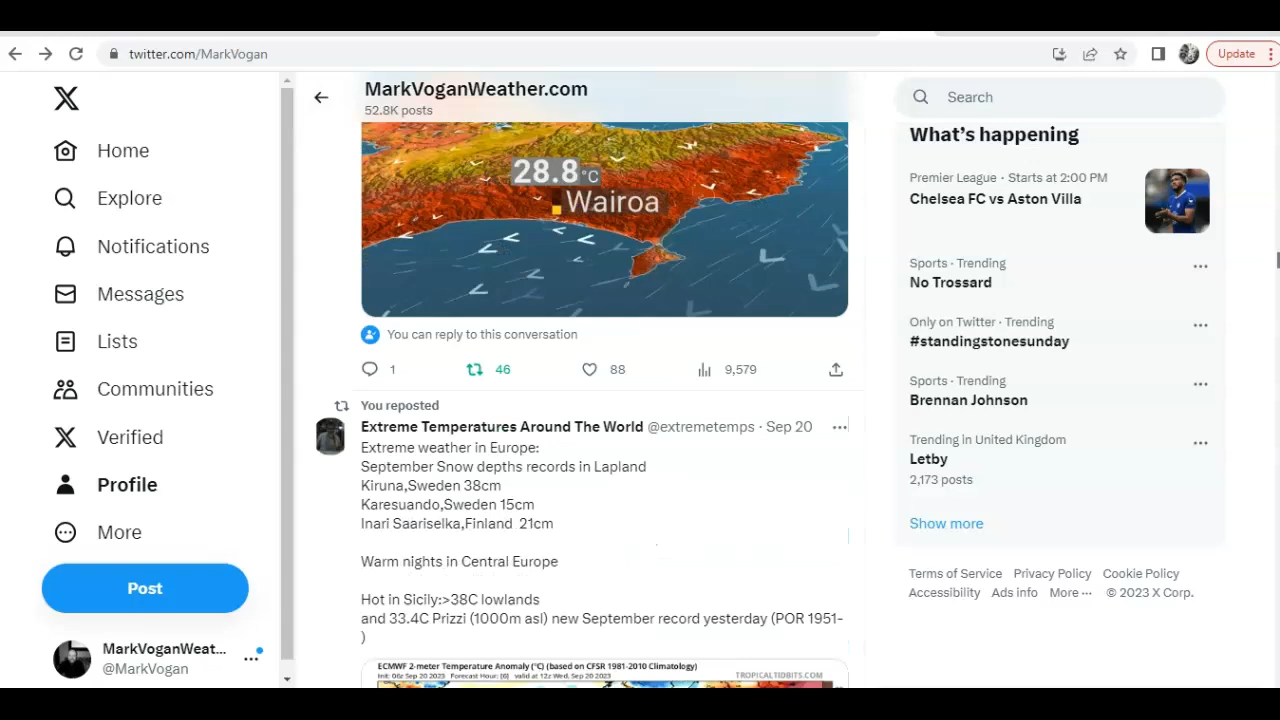 twitter.com/MarkVogan
Update
Home
Explore
Notifications
Messages
Lists
Communities
Verified
Profile
More
Post
MarkVoganWeat...
@MarkVogan
MarkVoganWeather.com
52.8K posts
28.8°C
Wairoa
You can reply to this conversation
1 46 88 9,579
You reposted
Extreme Temperatures Around The World @extremetemps · Sep 20
Extreme weather in Europe:
September Snow depths records in Lapland
Kiruna,Sweden 38cm
Karesuando,Sweden 15cm
Inari Saariselka,Finland 21cm
Warm nights in Central Europe
Hot in Sicily:>38C lowlands
and 33.4C Prizzi (1000m asl) new September record yesterday (POR 1951-
)
ECMWF 2-meter Temperature Anomaly (°C) (based on CFSR 1981-2010 Climatology)
Init: 06z Sep 20 2023 Forecast Hour: [6] valid at 12z Wed, Sep 20 2023
TROPICALTIDBITS.COM
Search
What's happening
Premier League · Starts at 2:00 PM
Chelsea FC vs Aston Villa
Sports · Trending
No Trossard
Only on Twitter · Trending
#standingstonesunday
Sports · Trending
Brennan Johnson
Trending in United Kingdom
Letby
2,173 posts
Show more
Terms of Service Privacy Policy Cookie Policy
Accessibility Ads info More ··· © 2023 X Corp.